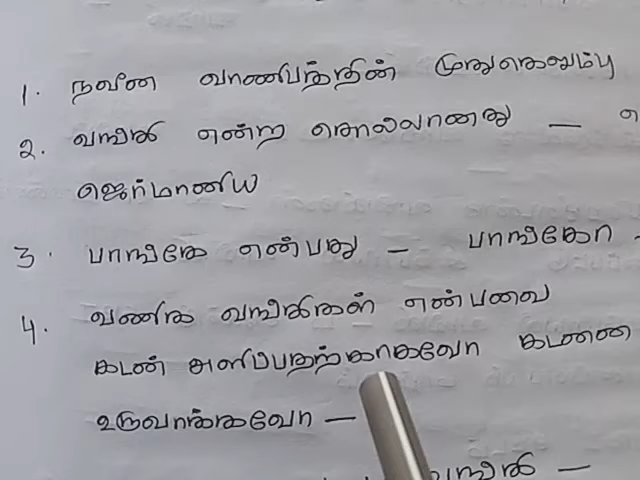 1. நவீன வாணிபத்தின் முதுகெலும்பு
2. வங்கி என்ற சொல்லானது –
ஜெர்மானிய
3. பாங்கே என்பது – பாங்கோ -
4. வணிக வங்கிகள் என்பவை
கடன் அளிப்பதற்காகவோ கடனை
உருவாக்கவோ –
வங்கி –